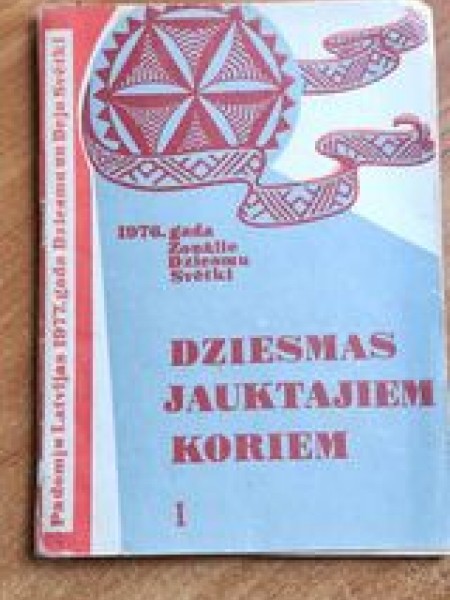 Padomju Latvijas 1977. gada Dziesmu un Deju Svētki
1976. gada
Zonālie
Dziesmu
Svētki
DZIESMAS
JAUKTAJIEM
KORIEM
1